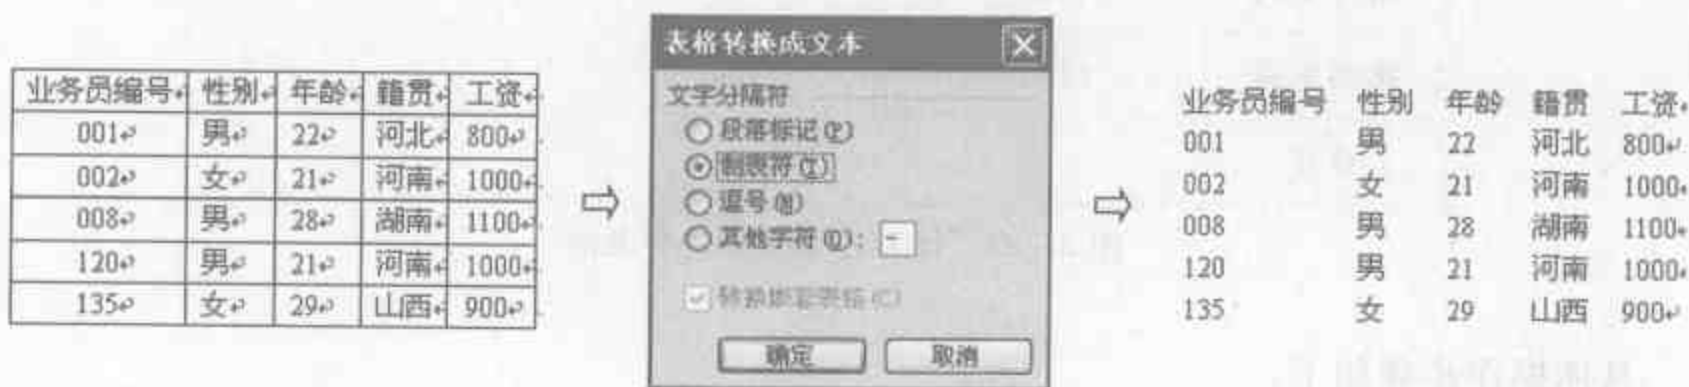 业务员编号 性别 年龄 籍贯 工资
001 男 22 河北 800
002 女 21 河南 1000
008 男 28 湖南 1100
120 男 21 河南 1000
135 女 29 山西 900
表格转换成文本
文字分隔符
段落标记(P)
制表符(T)
逗号(M)
其他字符(O): -
转换嵌套表格(C)
确定 取消
业务员编号 性别 年龄 籍贯 工资
001 男 22 河北 800
002 女 21 河南 1000
008 男 28 湖南 1100
120 男 21 河南 1000
135 女 29 山西 900